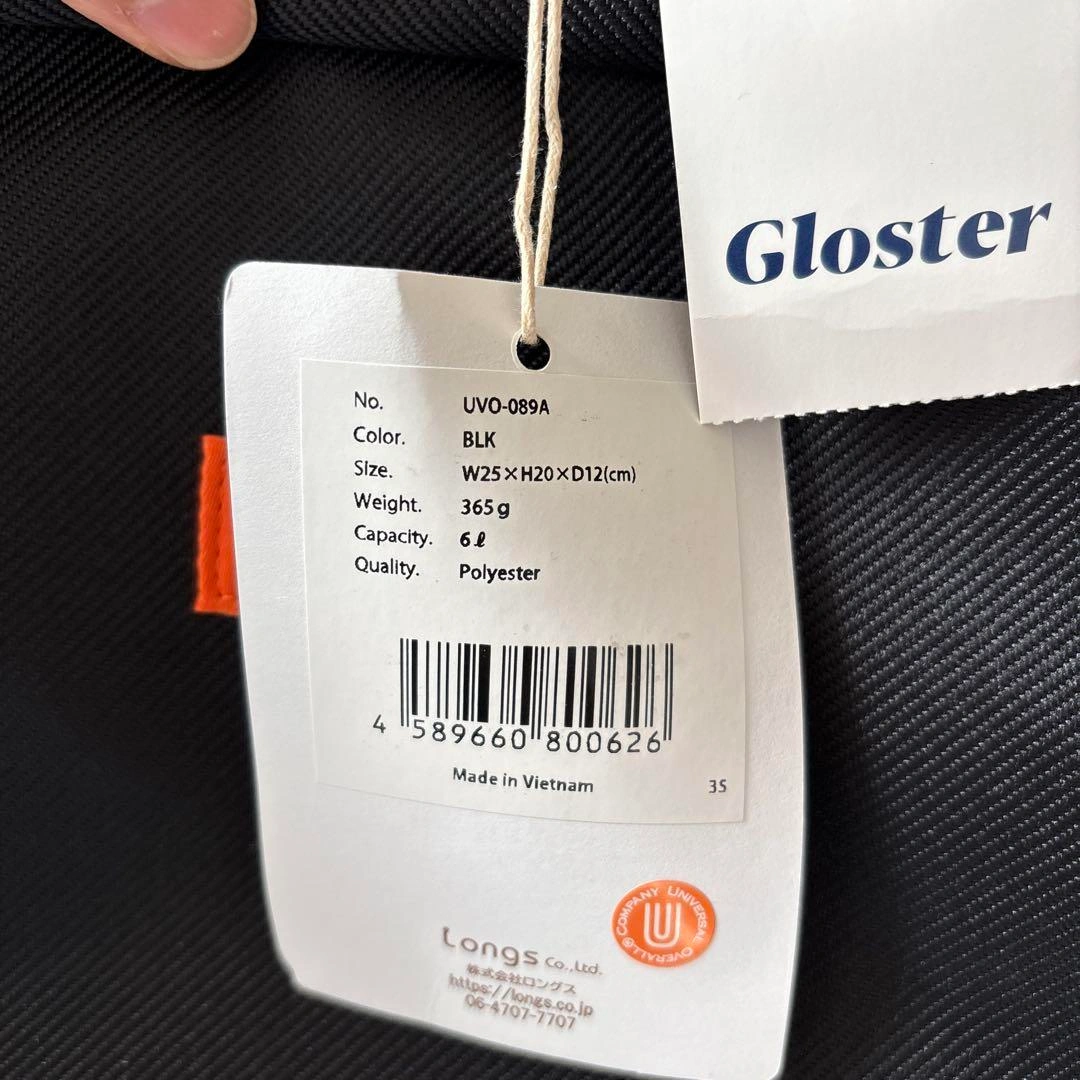 Gloster
No. UVO-089A
Color. BLK
Size. W25×H20×D12(cm)
Weight. 365g
Capacity. 6ℓ
Quality. Polyester
4 589660 800626
Made in Vietnam
3S
COMPANY UNIVERSAL OVERALL®
U
Longs Co.,Ltd.
株式会社ロングス
https://longs.co.jp
06-4707-7707